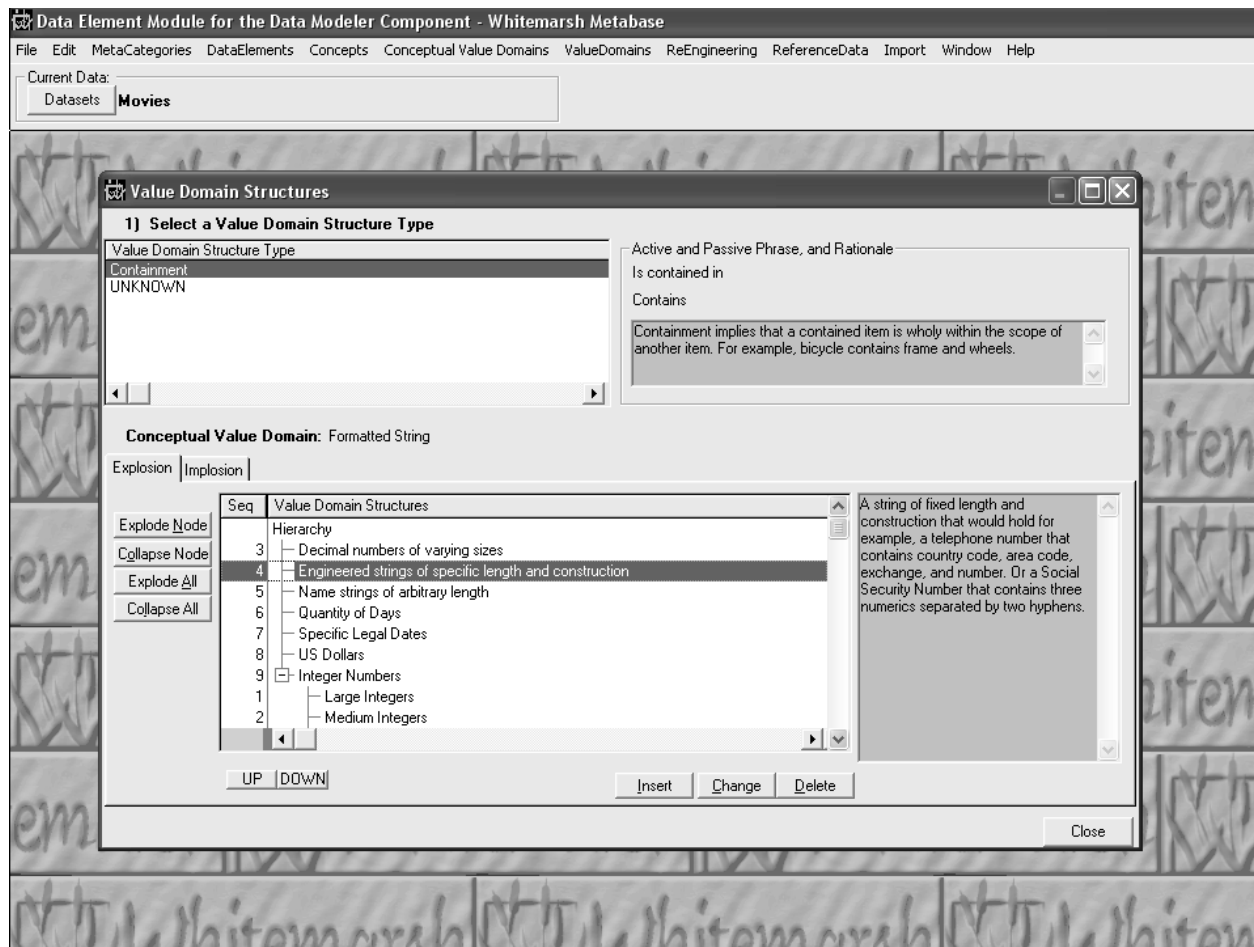 Data Element Module for the Data Modeler Component - Whitemarsh Metabase
File Edit MetaCategories DataElements Concepts Conceptual Value Domains ValueDomains ReEngineering ReferenceData Import Window Help
Current Data:
Datasets Movies
Value Domain Structures
1) Select a Value Domain Structure Type
Value Domain Structure Type
Containment
UNKNOWN
Active and Passive Phrase, and Rationale
Is contained in
Contains
Containment implies that a contained item is wholy within the scope of
another item. For example, bicycle contains frame and wheels.
Conceptual Value Domain: Formatted String
Explosion Implosion
Explode Node
Collapse Node
Explode All
Collapse All
Seq Value Domain Structures
Hierarchy
3 Decimal numbers of varying sizes
4 Engineered strings of specific length and construction
5 Name strings of arbitrary length
6 Quantity of Days
7 Specific Legal Dates
8 US Dollars
9 Integer Numbers
1 Large Integers
2 Medium Integers
A string of fixed length and
construction that would hold for
example, a telephone number that
contains country code, area code,
exchange, and number. Or a Social
Security Number that contains three
numerics separated by two hyphens.
UP DOWN
Insert Change Delete
Close
Whitemarsh Whitemarsh